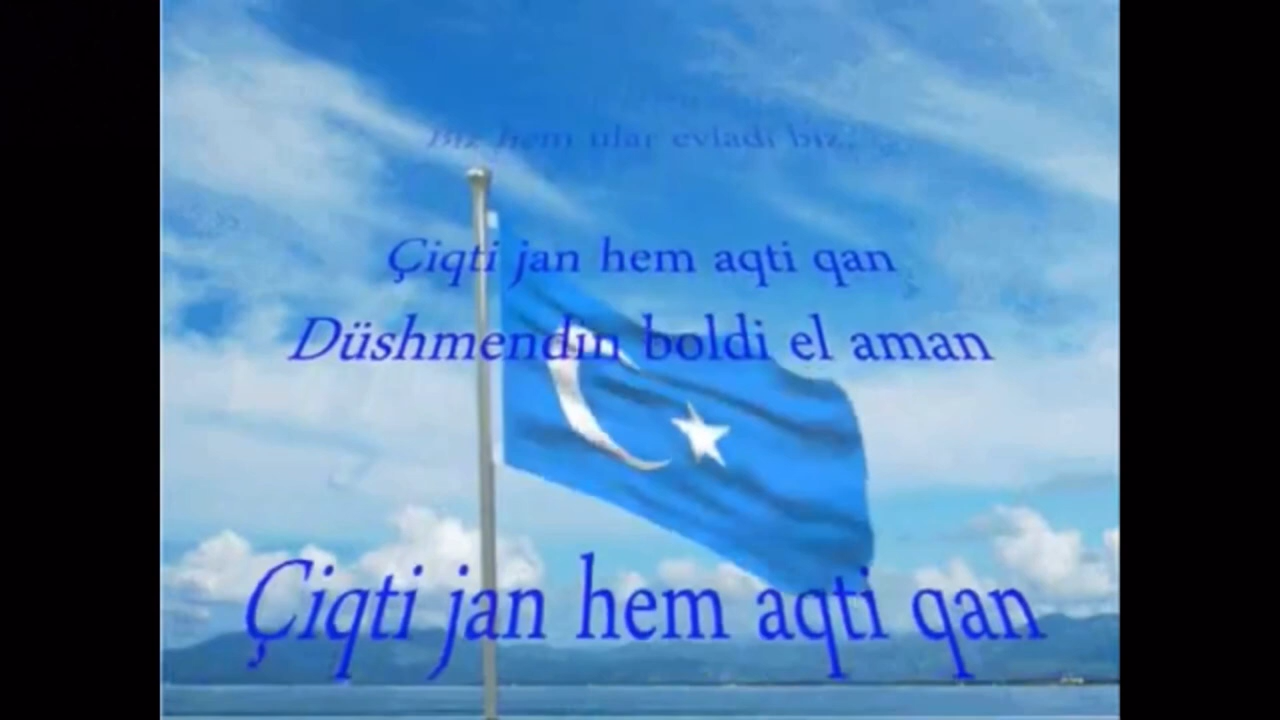 Biz hem ular evladi biz.
Çiqti jan hem aqti qan
Düshmendin boldi el aman
Çiqti jan hem aqti qan